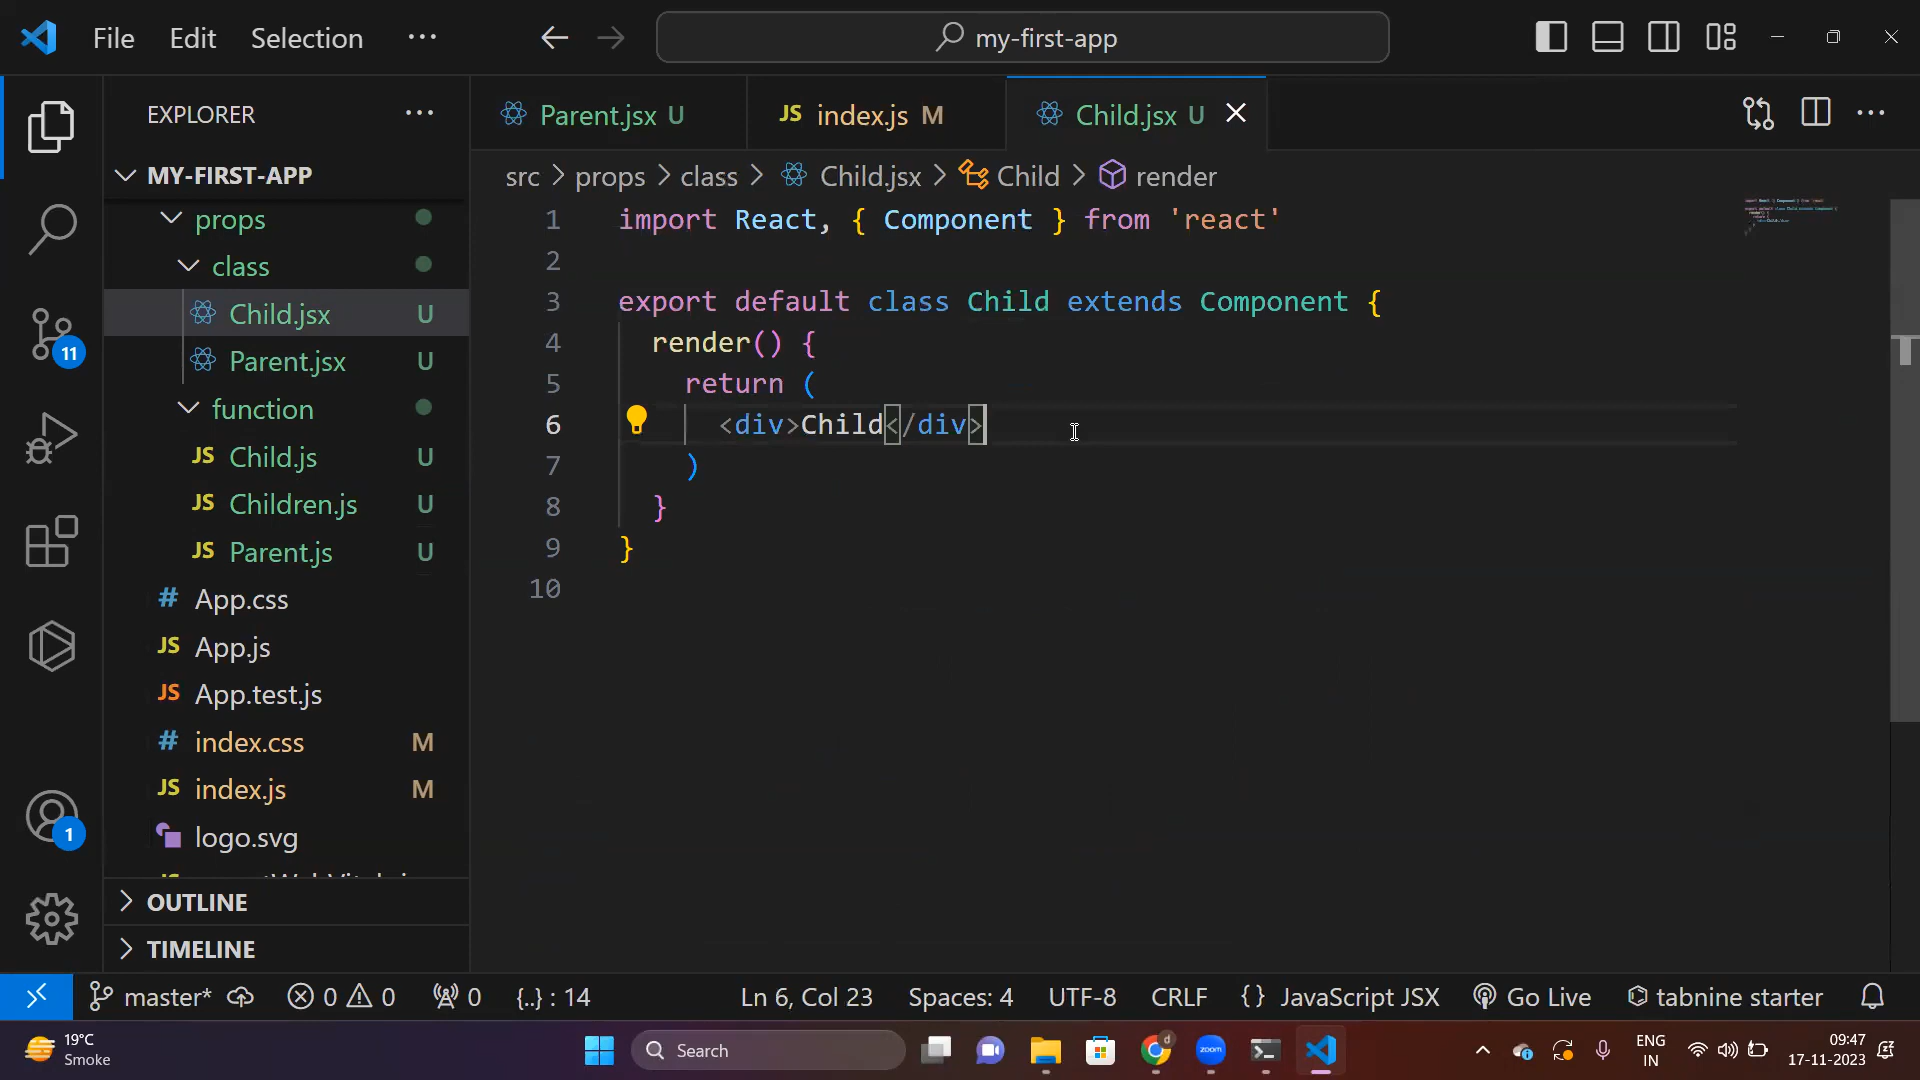 File Edit Selection ··· my-first-app
EXPLORER ···
MY-FIRST-APP
props
class
Child.jsx U
Parent.jsx U
function
Child.js U
Children.js U
Parent.js U
App.css
App.js
App.test.js
index.css M
index.js M
logo.svg
OUTLINE
TIMELINE
11
1
Parent.jsx U index.js M Child.jsx U
src > props > class > Child.jsx > Child > render
1 import React, { Component } from 'react'
2
3 export default class Child extends Component {
4 render() {
5 return (
6 <div>Child</div>
7 )
8 }
9 }
10
master* 0 0 0 {..} : 14 Ln 6, Col 23 Spaces: 4 UTF-8 CRLF {} JavaScript JSX Go Live tabnine starter
19°C
Smoke
Search
zoom
ENG
IN
09:47
17-11-2023